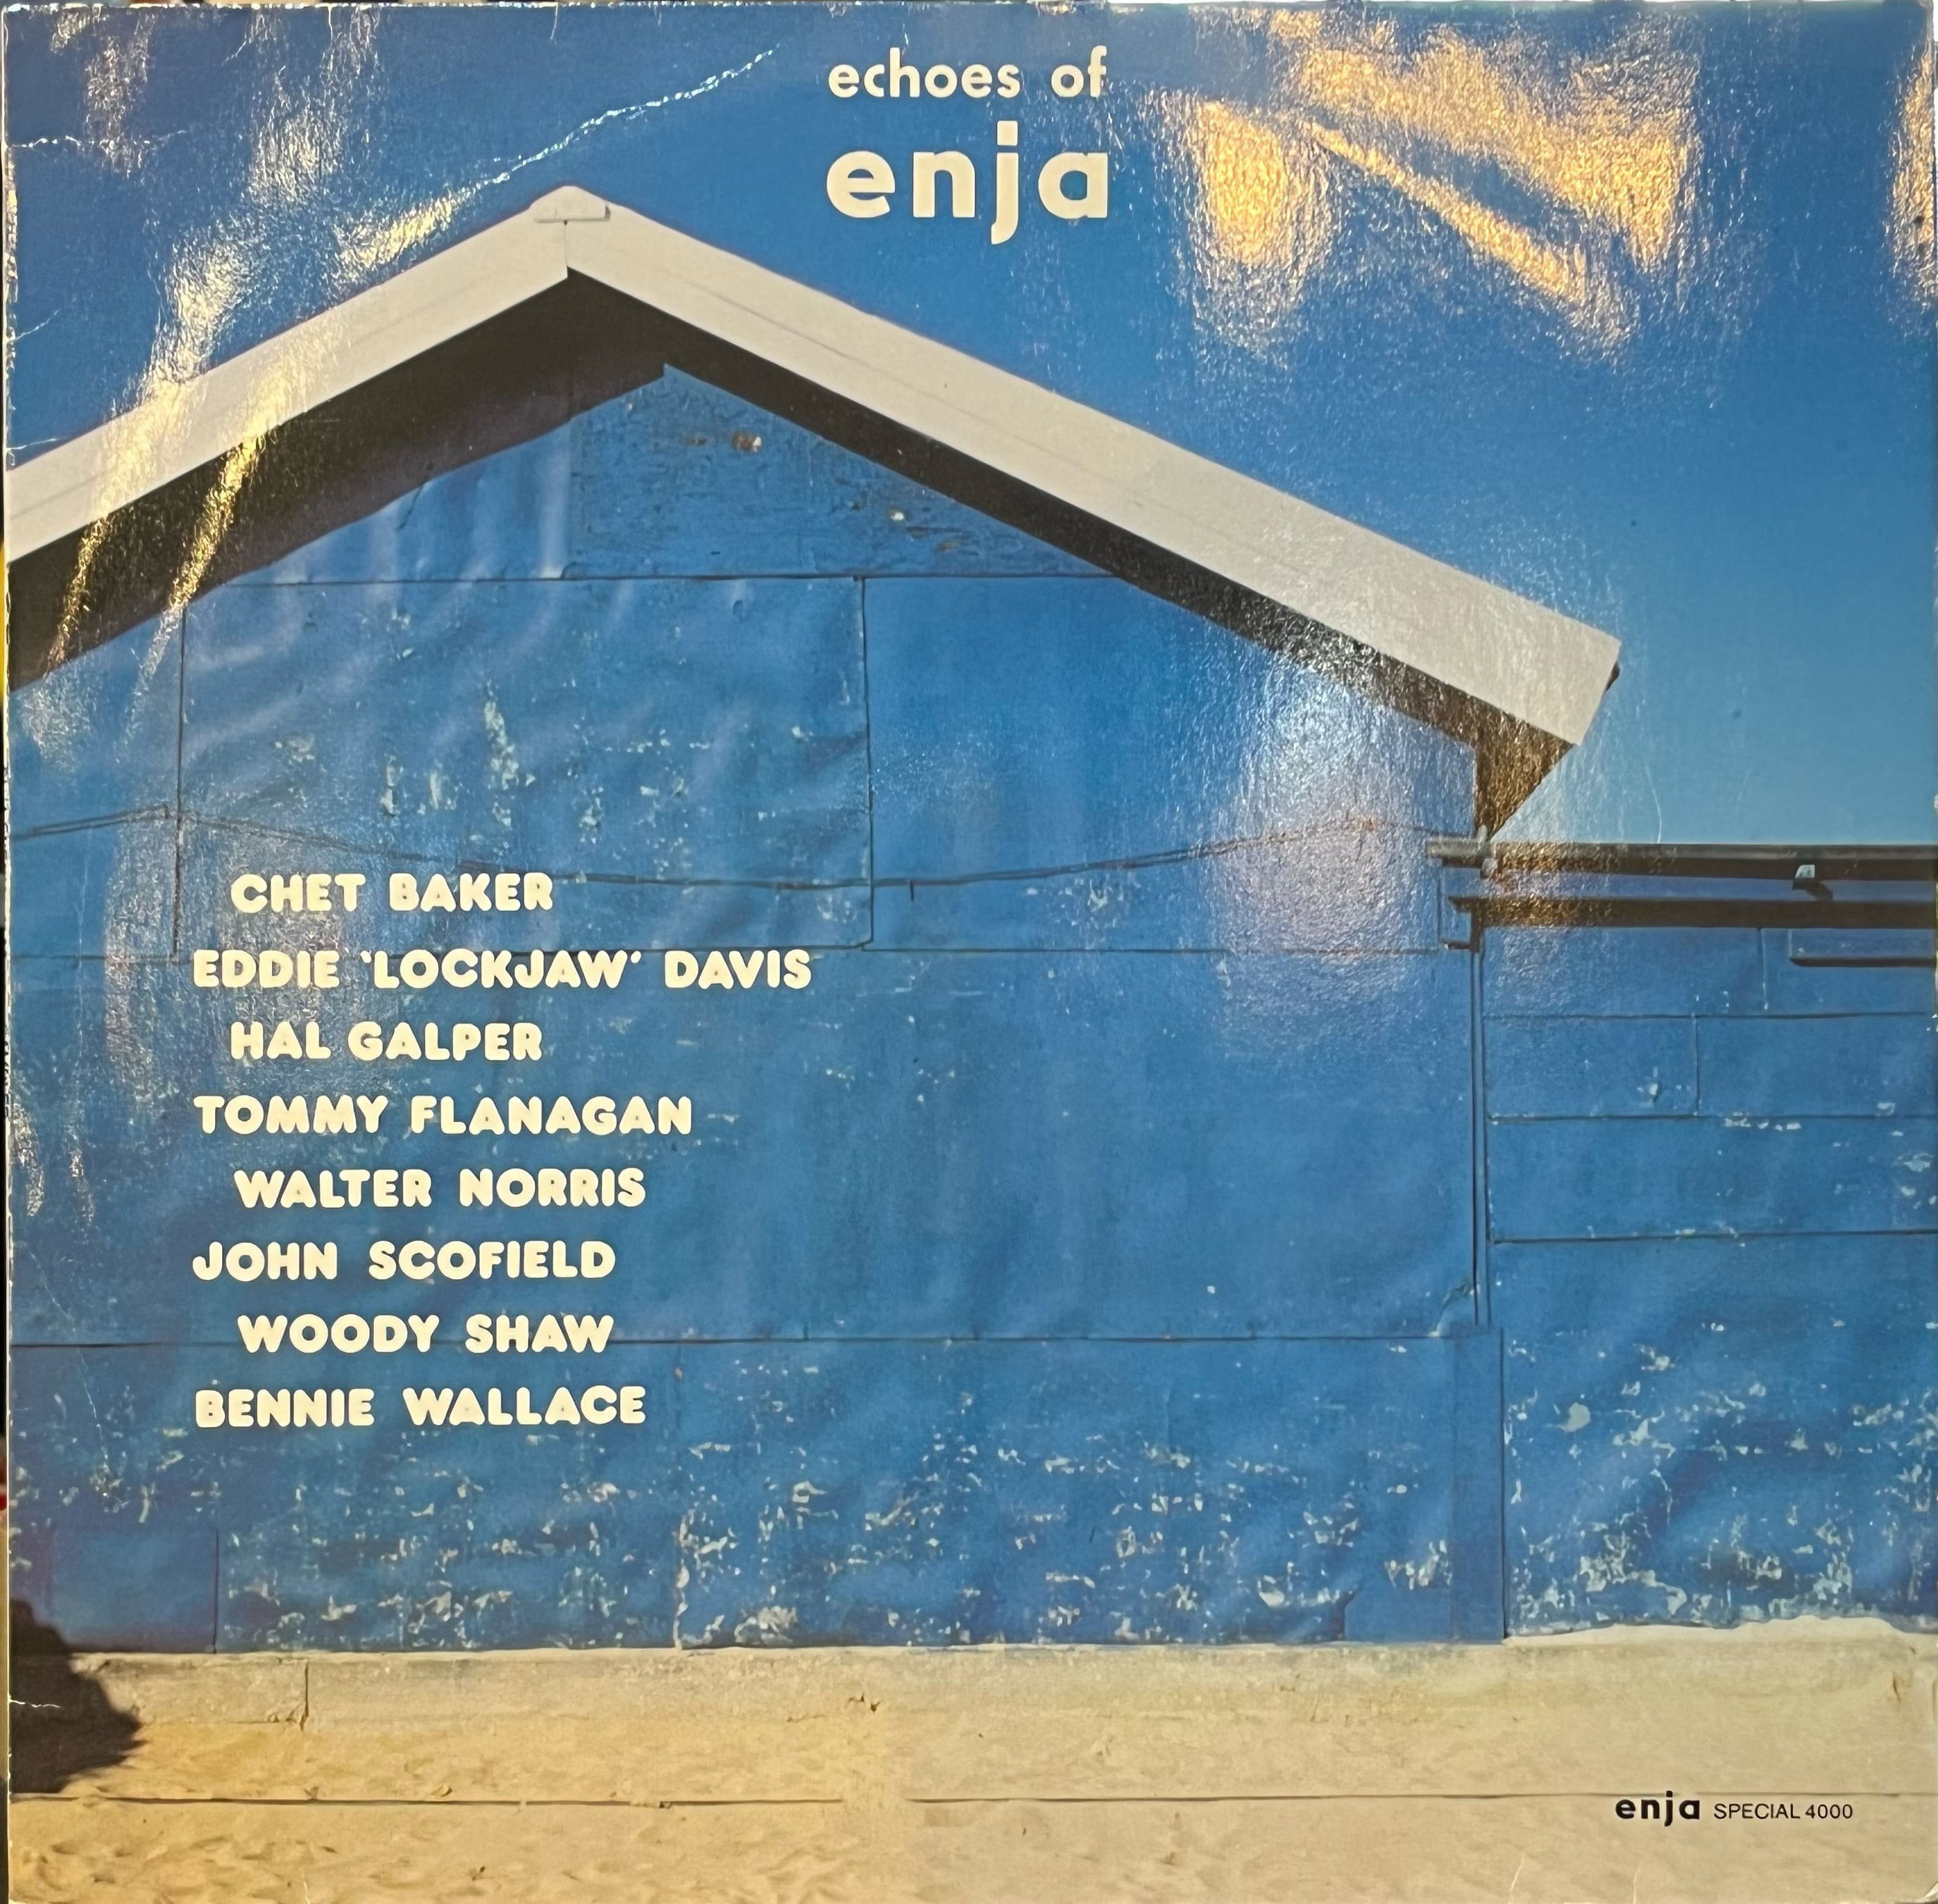 echoes of
enja
CHET BAKER
EDDIE ‘LOCKJAW’ DAVIS
HAL GALPER
TOMMY FLANAGAN
WALTER NORRIS
JOHN SCOFIELD
WOODY SHAW
BENNIE WALLACE
enja SPECIAL 4000